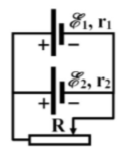 ℰ₁, r₁
+ −
ℰ₂, r₂
+ −
R